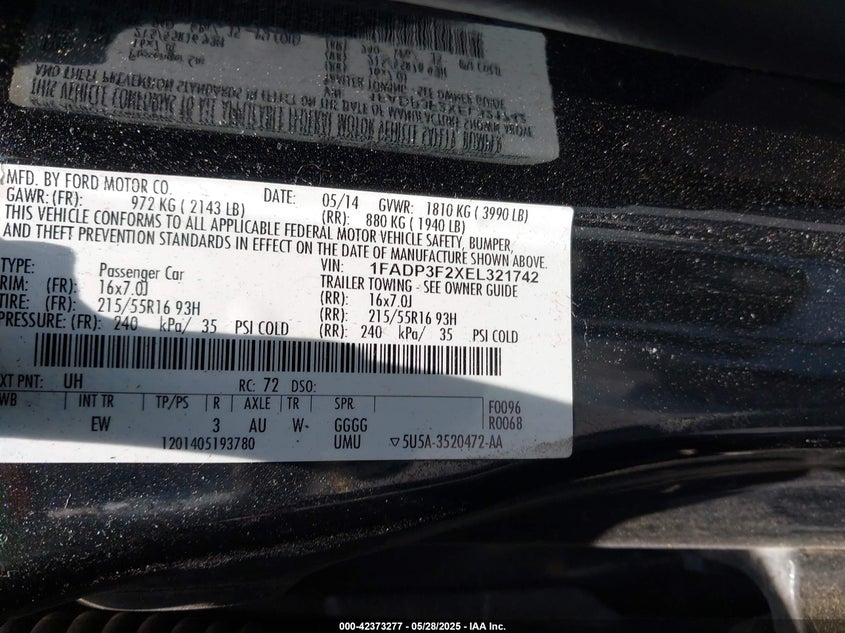 MFD. BY FORD MOTOR CO.
DATE: 05/14 GVWR: 1810 KG ( 3990 LB)
GAWR: (FR) 972 KG ( 2143 LB) (RR) 880 KG ( 1940 LB)
THIS VEHICLE CONFORMS TO ALL APPLICABLE FEDERAL MOTOR VEHICLE SAFETY, BUMPER,
AND THEFT PREVENTION STANDARDS IN EFFECT ON THE DATE OF MANUFACTURE SHOWN ABOVE.
VIN: 1FADP3F2XEL321742
TYPE: Passenger Car TRAILER TOWING - SEE OWNER GUIDE
RIM: (FR) 16x7.0J (RR): 16x7.0J
TIRE: (FR) 215/55R16 93H (RR): 215/55R16 93H
PRESSURE: (FR) 240 kPa/ 35 PSI COLD (RR): 240 kPa/ 35 PSI COLD
XT PNT: UH RC: 72 DSO:
WB INT TR TP/PS R AXLE TR SPR F0096
EW 3 AU W GGGG R0068
1201405193780 UMU ▽5U5A-3520472-AA
000-42373277 - 05/28/2025 - IAA Inc.